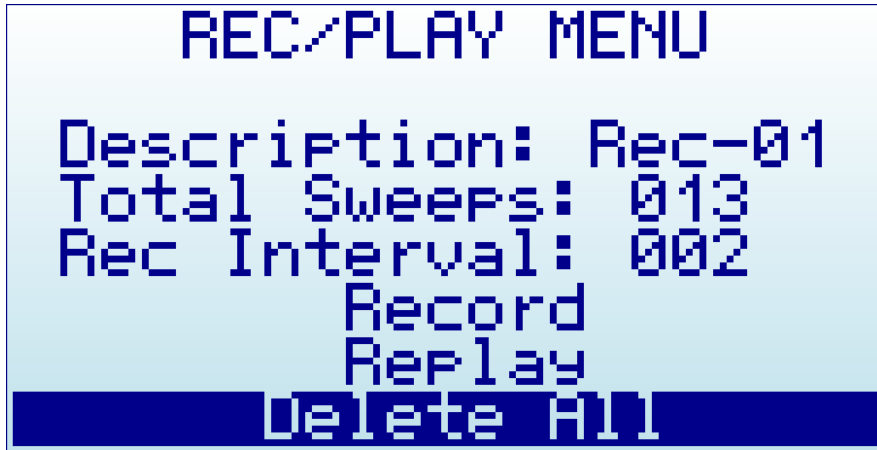 REC/PLAY MENU
Description: Rec-01
Total Sweeps: 013
Rec Interval: 002
Record
Replay
Delete All